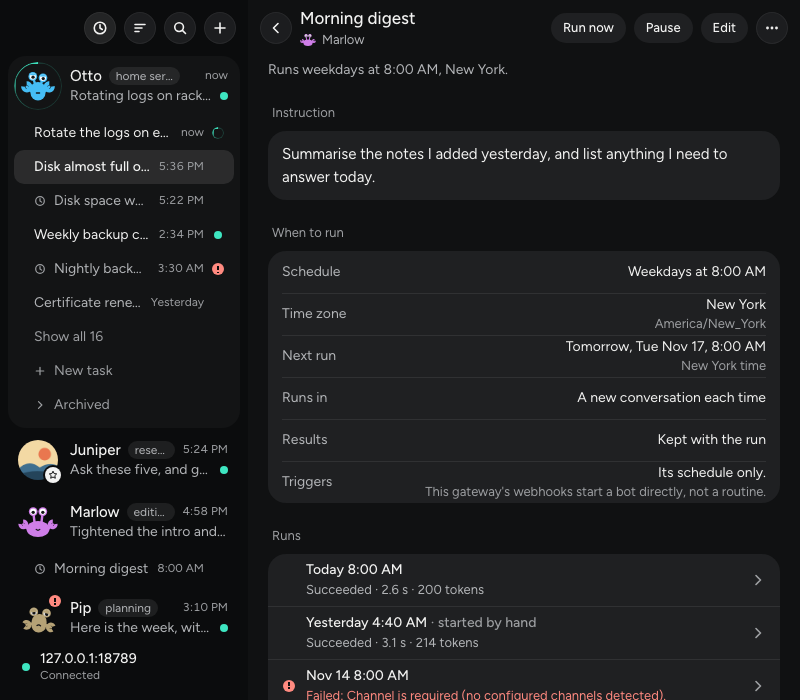 Otto home ser... now
Rotating logs on rack...
Rotate the logs on e... now
Disk almost full o... 5:36 PM
Disk space w... 5:22 PM
Weekly backup c... 2:34 PM
Nightly back... 3:30 AM
Certificate rene... Yesterday
Show all 16
New task
Archived
Juniper rese... 5:24 PM
Ask these five, and g...
Marlow editi... 4:58 PM
Tightened the intro and...
Morning digest 8:00 AM
Pip planning 3:10 PM
Here is the week, wit...
127.0.0.1:18789
Connected
Morning digest
Marlow
Run now Pause Edit
Runs weekdays at 8:00 AM, New York.
Instruction
Summarise the notes I added yesterday, and list anything I need to
answer today.
When to run
Schedule Weekdays at 8:00 AM
Time zone New York
America/New_York
Next run Tomorrow, Tue Nov 17, 8:00 AM
New York time
Runs in A new conversation each time
Results Kept with the run
Triggers Its schedule only.
This gateway's webhooks start a bot directly, not a routine.
Runs
Today 8:00 AM
Succeeded · 2.6 s · 200 tokens
Yesterday 4:40 AM · started by hand
Succeeded · 3.1 s · 214 tokens
Nov 14 8:00 AM
Failed: Channel is required (no configured channels detected).